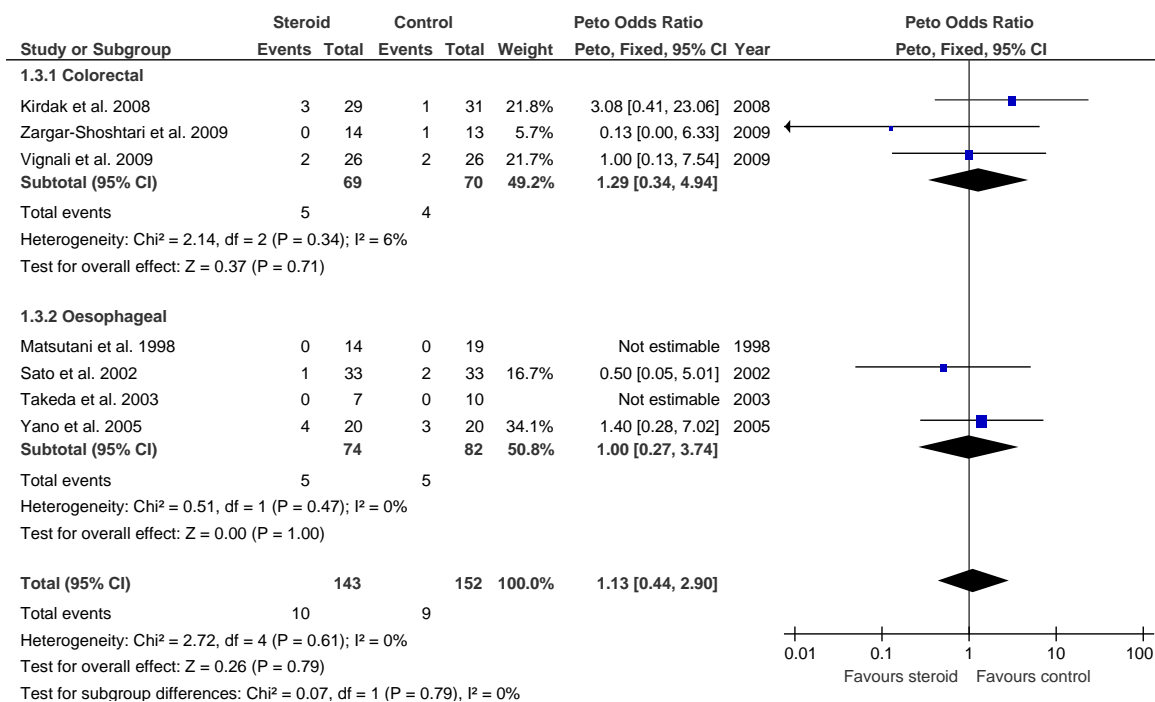 Steroid Control Peto Odds Ratio Peto Odds Ratio
Study or Subgroup Events Total Events Total Weight Peto, Fixed, 95% CI Year Peto, Fixed, 95% CI
1.3.1 Colorectal
Kirdak et al. 2008 3 29 1 31 21.8% 3.08 [0.41, 23.06] 2008
Zargar-Shoshtari et al. 2009 0 14 1 13 5.7% 0.13 [0.00, 6.33] 2009
Vignali et al. 2009 2 26 2 26 21.7% 1.00 [0.13, 7.54] 2009
Subtotal (95% CI) 69 70 49.2% 1.29 [0.34, 4.94]
Total events 5 4
Heterogeneity: Chi² = 2.14, df = 2 (P = 0.34); I² = 6%
Test for overall effect: Z = 0.37 (P = 0.71)
1.3.2 Oesophageal
Matsutani et al. 1998 0 14 0 19 Not estimable 1998
Sato et al. 2002 1 33 2 33 16.7% 0.50 [0.05, 5.01] 2002
Takeda et al. 2003 0 7 0 10 Not estimable 2003
Yano et al. 2005 4 20 3 20 34.1% 1.40 [0.28, 7.02] 2005
Subtotal (95% CI) 74 82 50.8% 1.00 [0.27, 3.74]
Total events 5 5
Heterogeneity: Chi² = 0.51, df = 1 (P = 0.47); I² = 0%
Test for overall effect: Z = 0.00 (P = 1.00)
Total (95% CI) 143 152 100.0% 1.13 [0.44, 2.90]
Total events 10 9
Heterogeneity: Chi² = 2.72, df = 4 (P = 0.61); I² = 0%
Test for overall effect: Z = 0.26 (P = 0.79)
Test for subgroup differences: Chi² = 0.07, df = 1 (P = 0.79), I² = 0%
0.01 0.1 1 10 100
Favours steroid Favours control